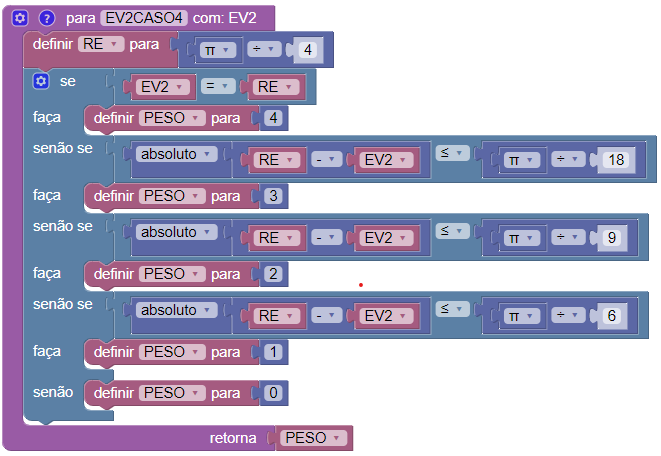 ? para EV2CASO4 com: EV2
definir RE para π ÷ 4
se EV2 = RE
faça definir PESO para 4
senão se absoluto RE - EV2 ≤ π ÷ 18
faça definir PESO para 3
senão se absoluto RE - EV2 ≤ π ÷ 9
faça definir PESO para 2
senão se absoluto RE - EV2 ≤ π ÷ 6
faça definir PESO para 1
senão definir PESO para 0
retorna PESO